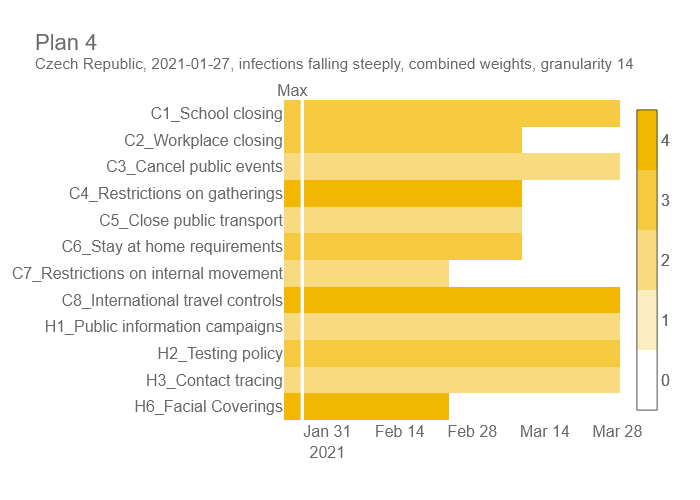 Plan 4
Czech Republic, 2021-01-27, infections falling steeply, combined weights, granularity 14
Max
C1_School closing
C2_Workplace closing
C3_Cancel public events
C4_Restrictions on gatherings
C5_Close public transport
C6_Stay at home requirements
C7_Restrictions on internal movement
C8_International travel controls
H1_Public information campaigns
H2_Testing policy
H3_Contact tracing
H6_Facial Coverings
4
3
2
1
0
Jan 31 Feb 14 Feb 28 Mar 14 Mar 28
2021